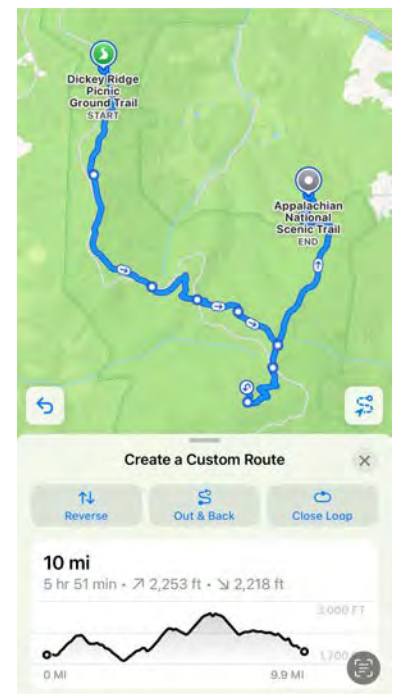 Dickey Ridge
Picnic
Ground Trail
START
Appalachian
National
Scenic Trail
END
Create a Custom Route
Reverse
Out & Back
Close Loop
10 mi
5 hr 51 min · ↗ 2,253 ft · ↘ 2,218 ft
3,000 FT
0 MI
9.9 MI